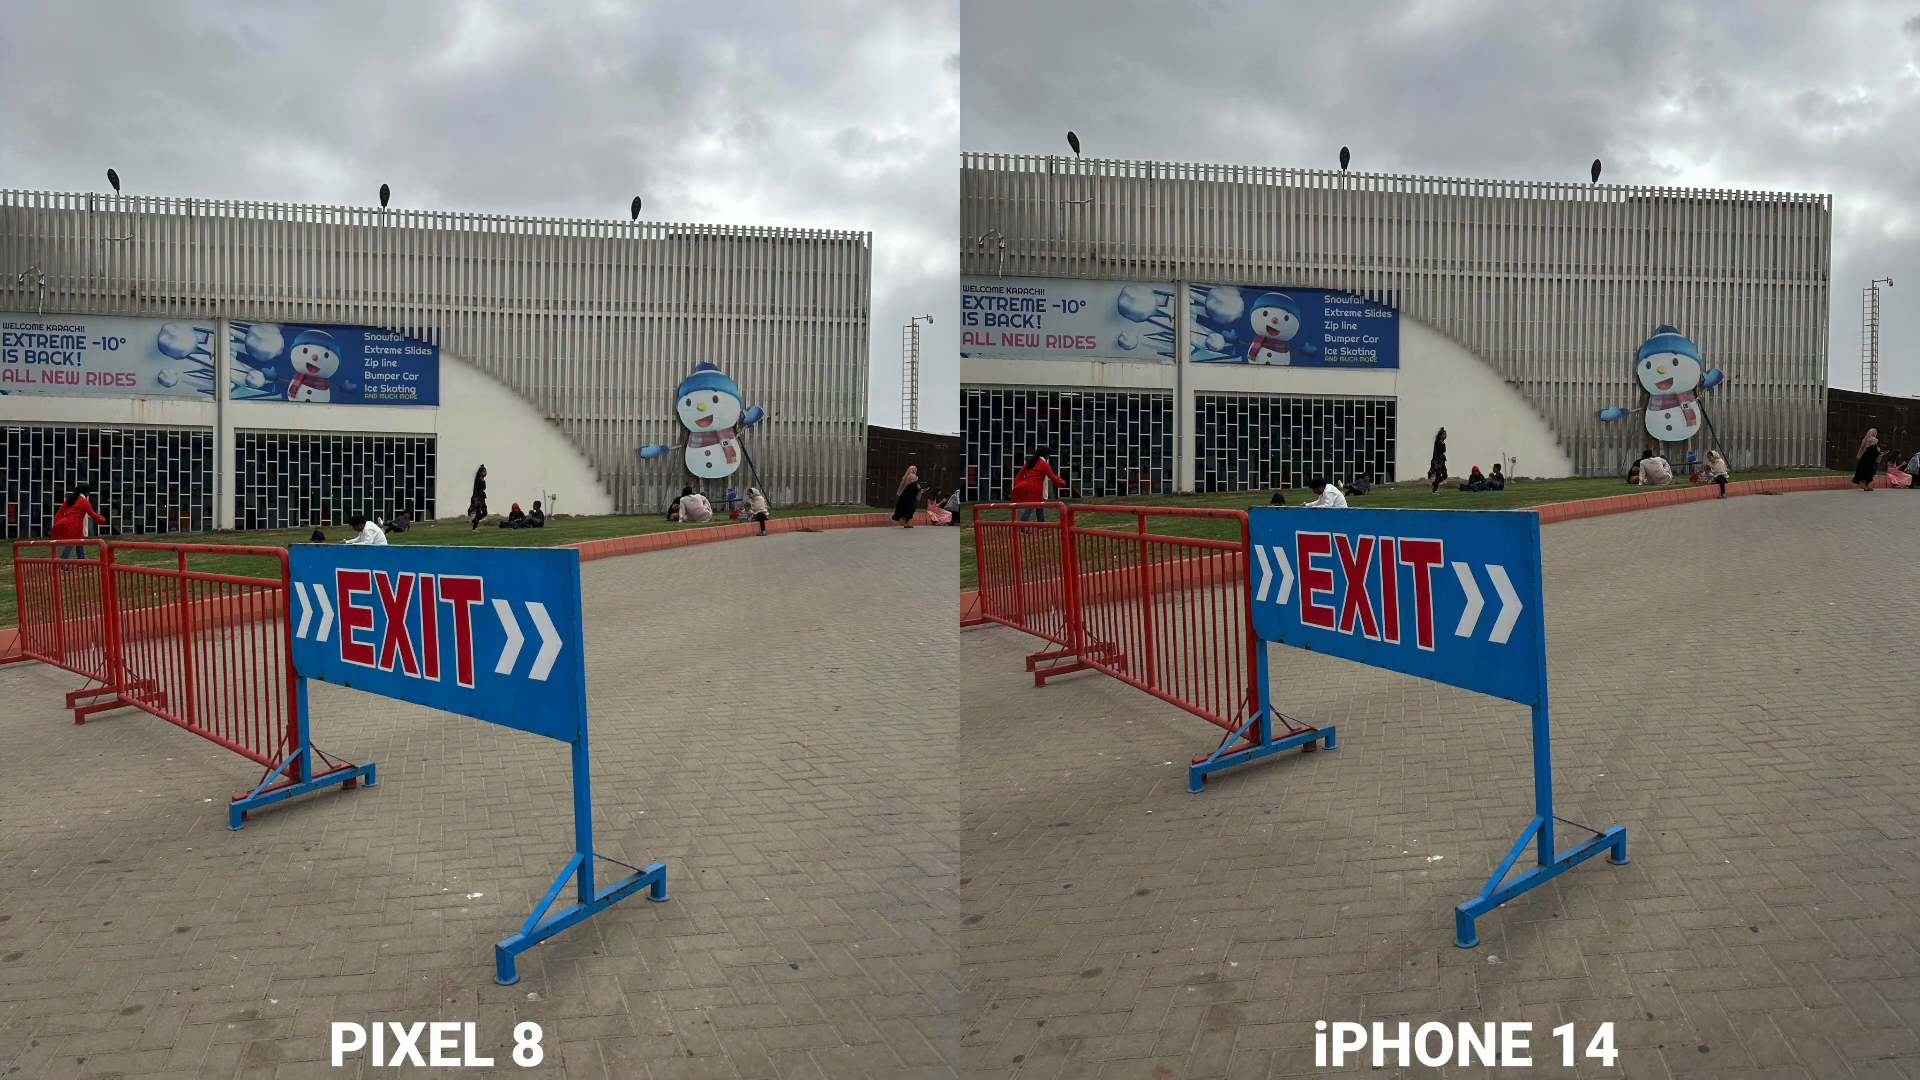 WELCOME KARACHI!
EXTREME -10°
IS BACK!
ALL NEW RIDES
Snowfall
Extreme Slides
Zip line
Bumper Car
Ice Skating
AND MUCH MORE
EXIT
PIXEL 8
WELCOME KARACHI!
EXTREME -10°
IS BACK!
ALL NEW RIDES
Snowfall
Extreme Slides
Zip line
Bumper Car
Ice Skating
AND MUCH MORE
EXIT
iPHONE 14